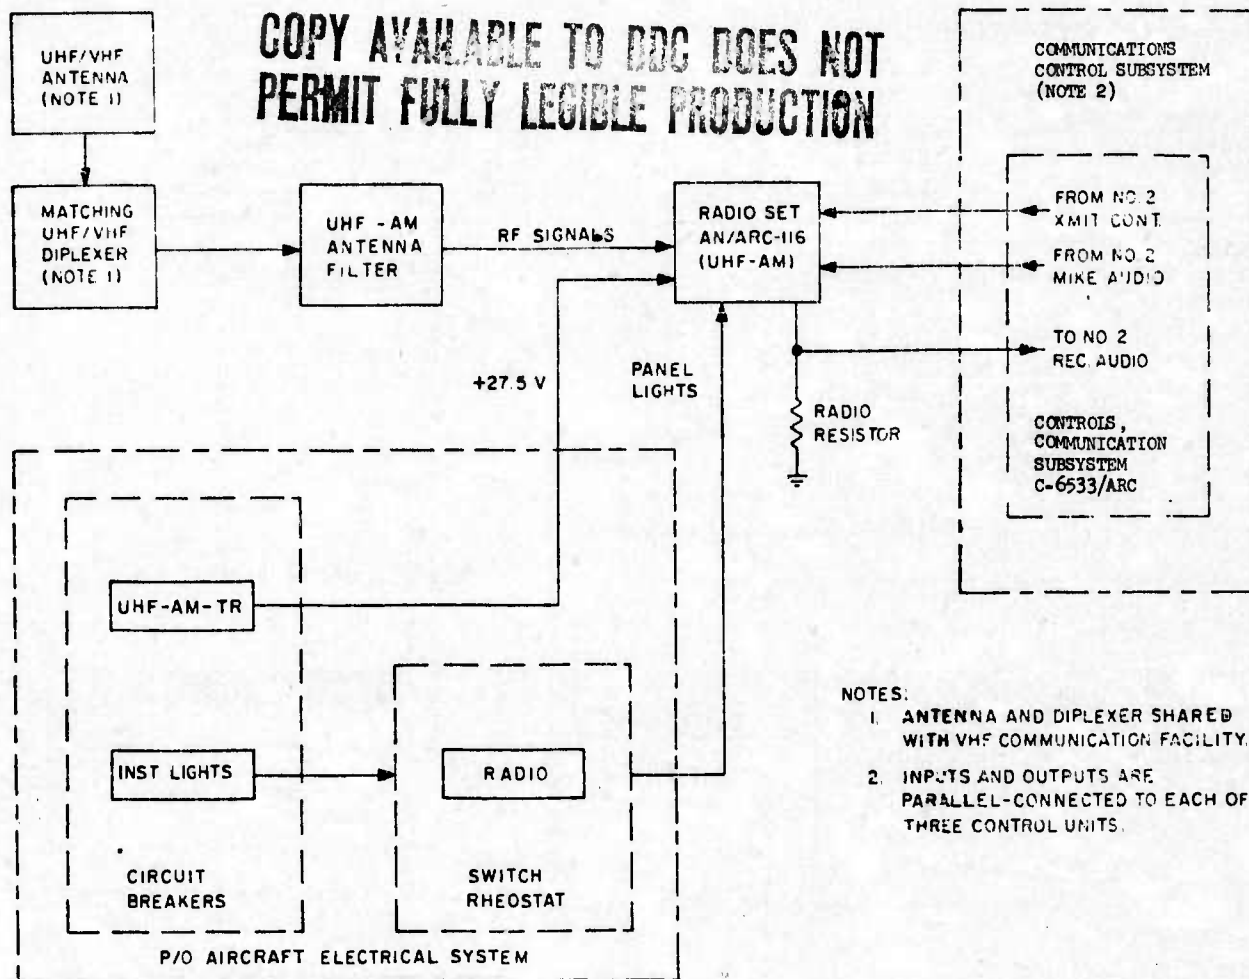 COPY AVAILABLE TO DDC DOES NOT
PERMIT FULLY LEGIBLE PRODUCTION
UHF/VHF
ANTENNA
(NOTE 1)
MATCHING
UHF/VHF
DIPLEXER
(NOTE 1)
UHF-AM
ANTENNA
FILTER
RF SIGNALS
RADIO SET
AN/ARC-116
(UHF-AM)
COMMUNICATIONS
CONTROL SUBSYSTEM
(NOTE 2)
FROM NO. 2
XMIT CONT.
FROM NO. 2
MIKE AUDIO
TO NO 2
REC. AUDIO
CONTROLS,
COMMUNICATION
SUBSYSTEM
C-6533/ARC
+27.5 V
PANEL
LIGHTS
RADIO
RESISTOR
UHF-AM-TR
INST LIGHTS
RADIO
CIRCUIT
BREAKERS
SWITCH
RHEOSTAT
P/O AIRCRAFT ELECTRICAL SYSTEM
NOTES:
1. ANTENNA AND DIPLEXER SHARED
WITH VHF COMMUNICATION FACILITY.
2. INPUTS AND OUTPUTS ARE
PARALLEL-CONNECTED TO EACH OF
THREE CONTROL UNITS.